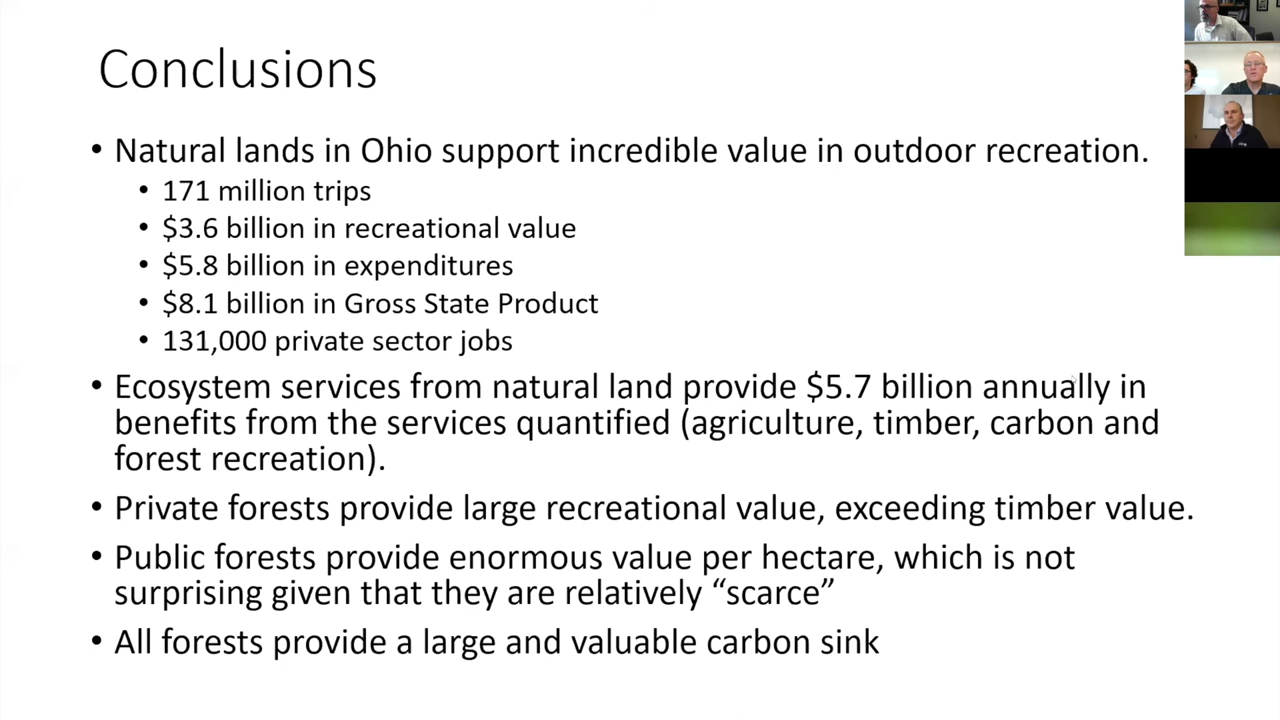 Conclusions
• Natural lands in Ohio support incredible value in outdoor recreation.
• 171 million trips
• $3.6 billion in recreational value
• $5.8 billion in expenditures
• $8.1 billion in Gross State Product
• 131,000 private sector jobs
• Ecosystem services from natural land provide $5.7 billion annually in
benefits from the services quantified (agriculture, timber, carbon and
forest recreation).
• Private forests provide large recreational value, exceeding timber value.
• Public forests provide enormous value per hectare, which is not
surprising given that they are relatively “scarce”
• All forests provide a large and valuable carbon sink